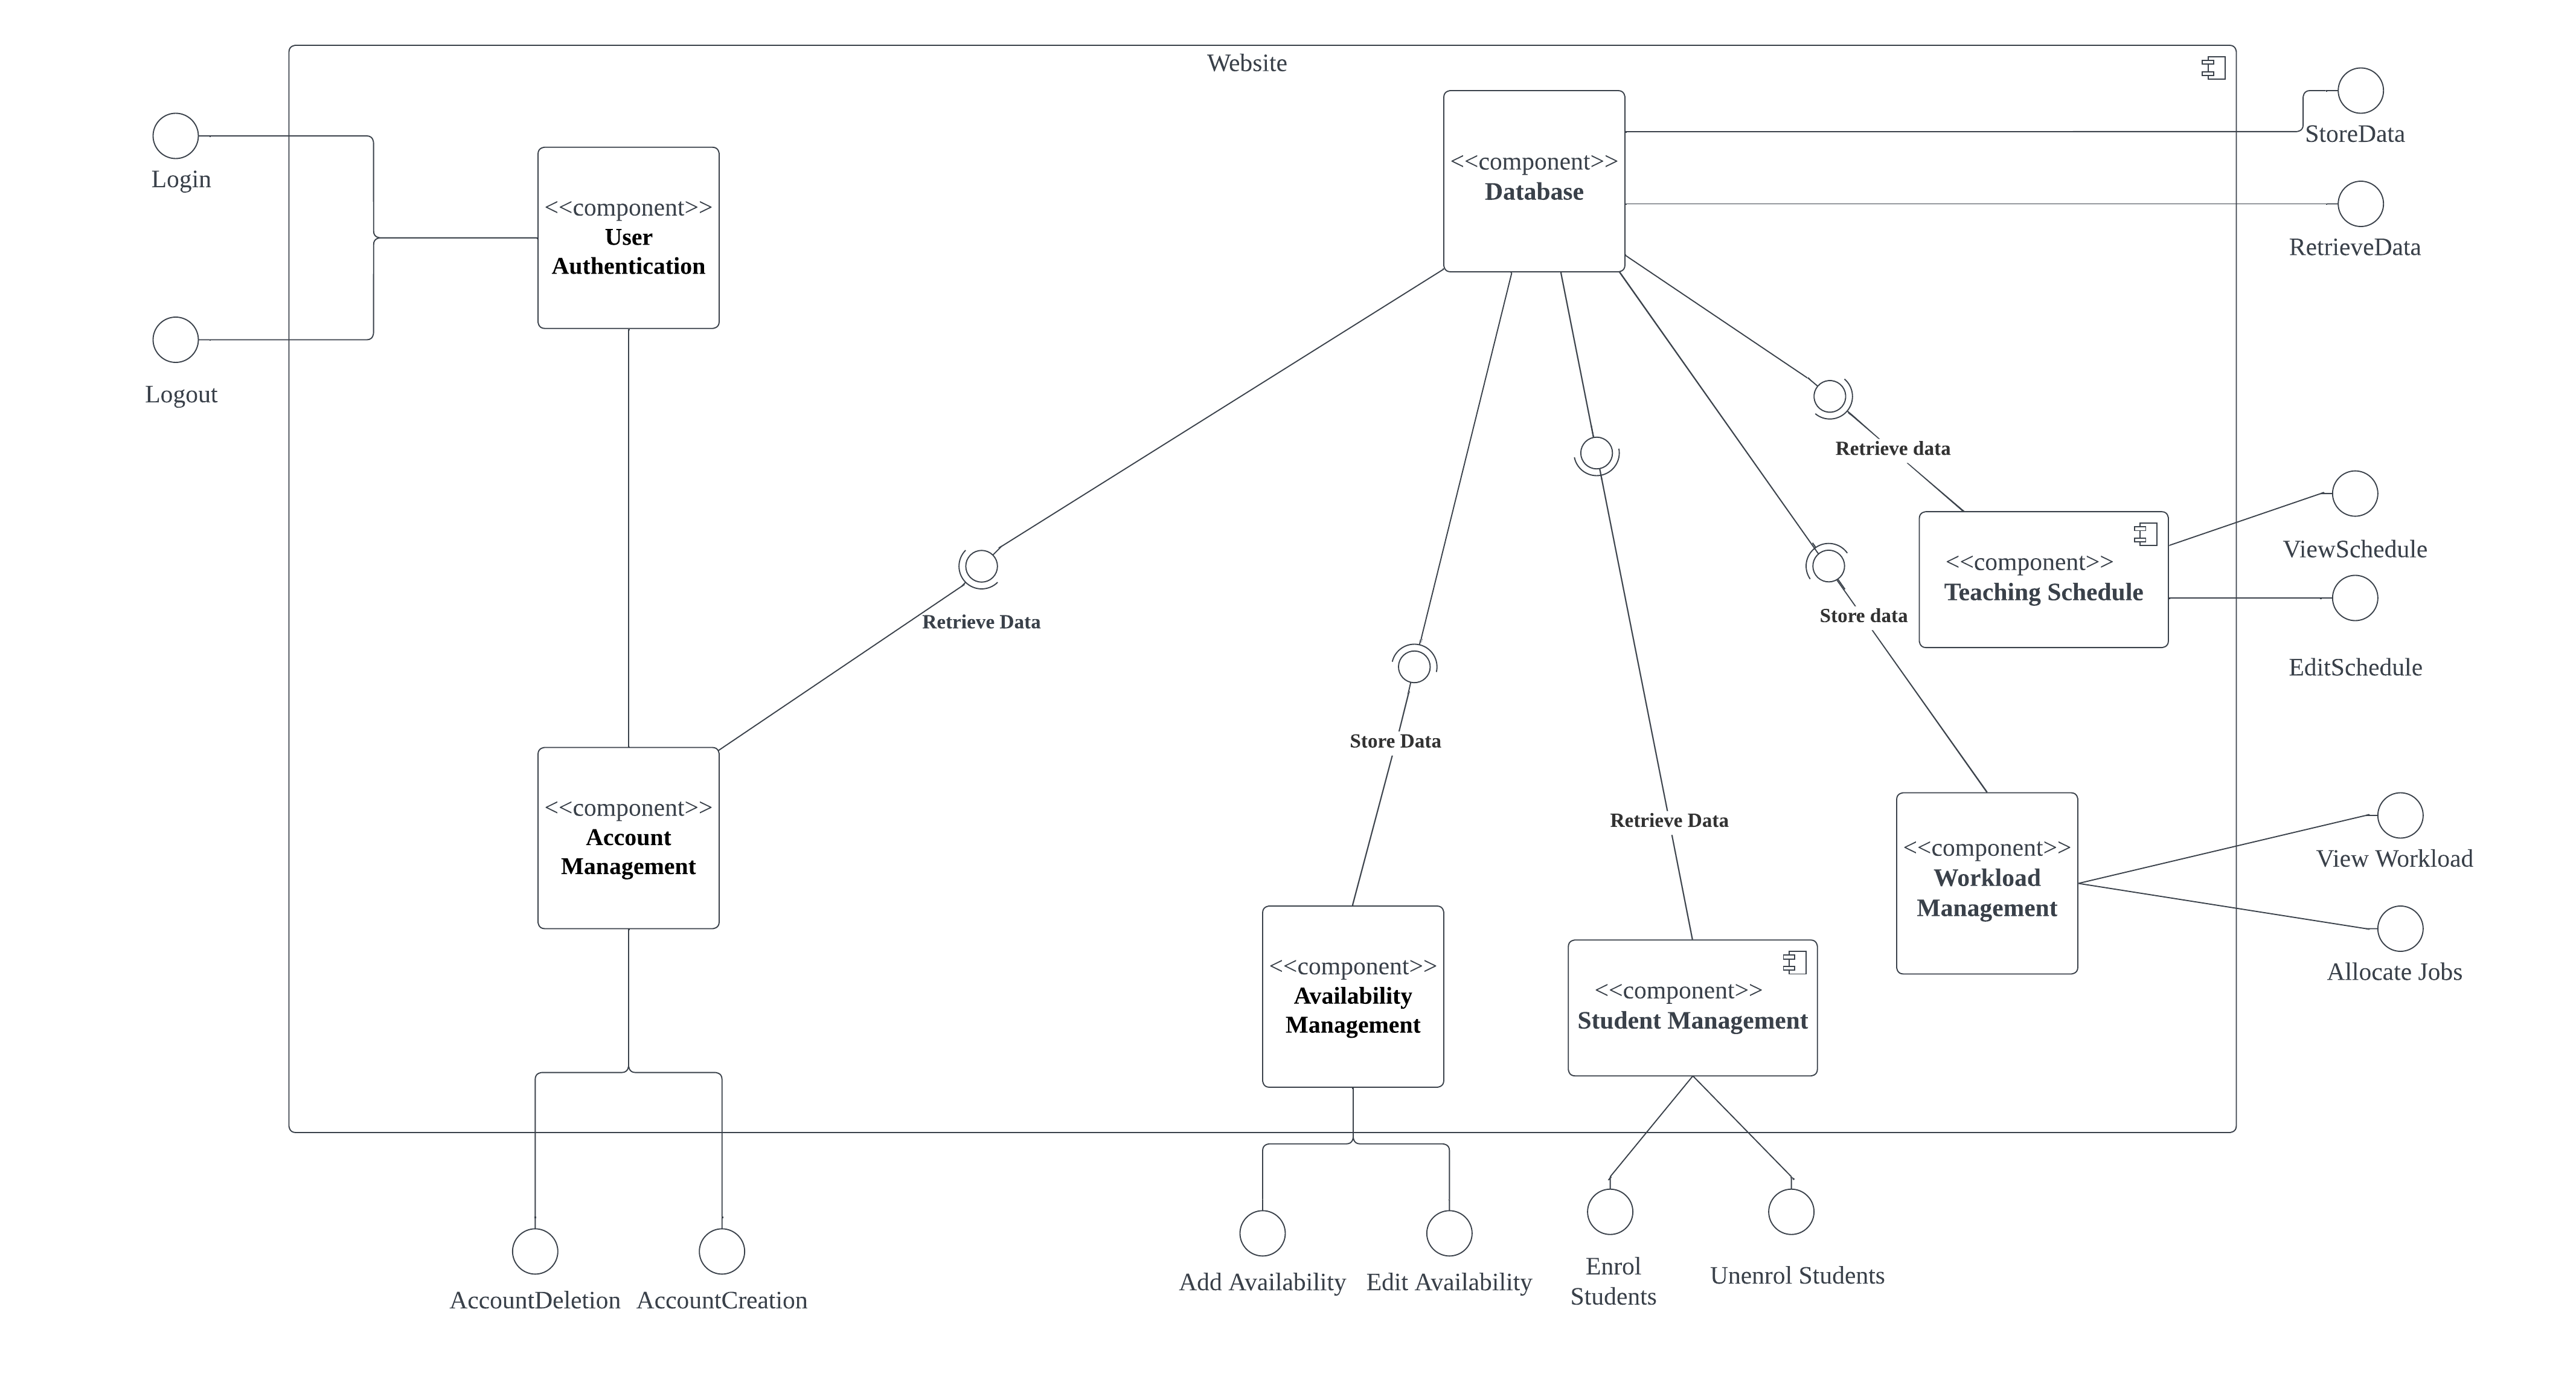 Website
Login
Logout
<<component>>
User
Authentication
<<component>>
Database
StoreData
RetrieveData
Retrieve data
<<component>>
Teaching Schedule
ViewSchedule
EditSchedule
Retrieve Data
Store data
Store Data
Retrieve Data
<<component>>
Account
Management
<<component>>
Workload
Management
View Workload
Allocate Jobs
<<component>>
Availability
Management
<<component>>
Student Management
AccountDeletion
AccountCreation
Add Availability
Edit Availability
Enrol
Students
Unenrol Students